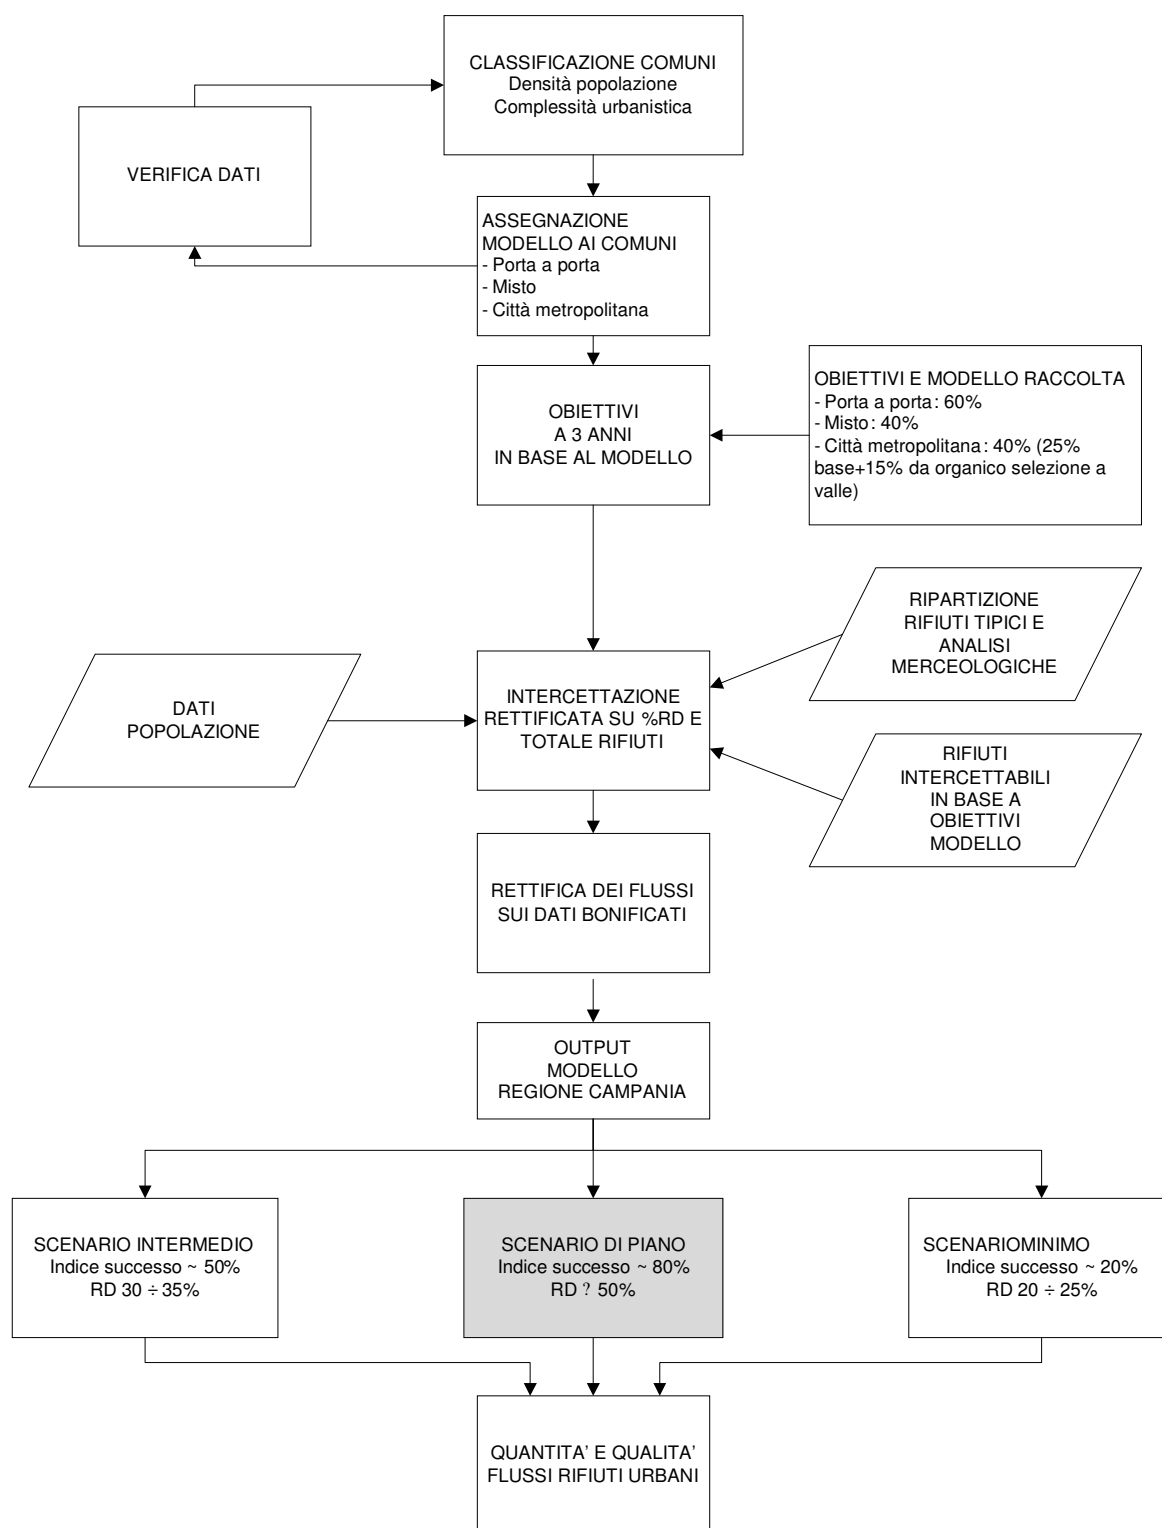 CLASSIFICAZIONE COMUNI
Densità popolazione
Complessità urbanistica
VERIFICA DATI
ASSEGNAZIONE
MODELLO AI COMUNI
- Porta a porta
- Misto
- Città metropolitana
OBIETTIVI
A 3 ANNI
IN BASE AL MODELLO
OBIETTIVI E MODELLO RACCOLTA
- Porta a porta: 60%
- Misto: 40%
- Città metropolitana: 40% (25%
base+15% da organico selezione a
valle)
RIPARTIZIONE
RIFIUTI TIPICI E
ANALISI
MERCEOLOGICHE
DATI
POPOLAZIONE
INTERCETTAZIONE
RETTIFICATA SU %RD E
TOTALE RIFIUTI
RIFIUTI
INTERCETTABILI
IN BASE A
OBIETTIVI
MODELLO
RETTIFICA DEI FLUSSI
SUI DATI BONIFICATI
OUTPUT
MODELLO
REGIONE CAMPANIA
SCENARIO INTERMEDIO
Indice successo ~ 50%
RD 30 ÷ 35%
SCENARIO DI PIANO
Indice successo ~ 80%
RD ? 50%
SCENARIOMINIMO
Indice successo ~ 20%
RD 20 ÷ 25%
QUANTITA' E QUALITA'
FLUSSI RIFIUTI URBANI